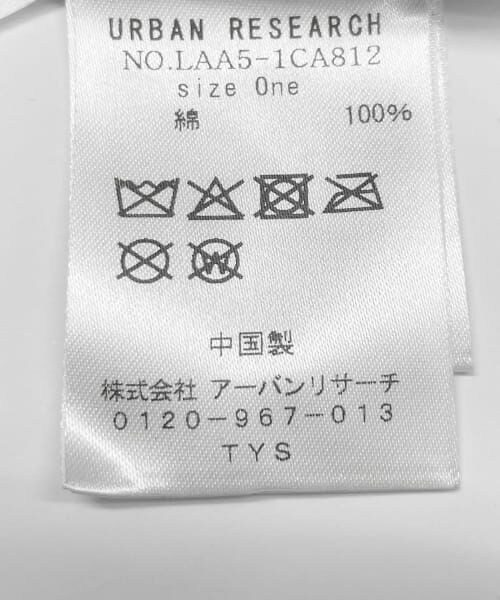 URBAN RESEARCH
NO.LAA5-1CA812
size One
綿 100%
W
中国製
株式会社 アーバンリサーチ
0120-967-013
TYS